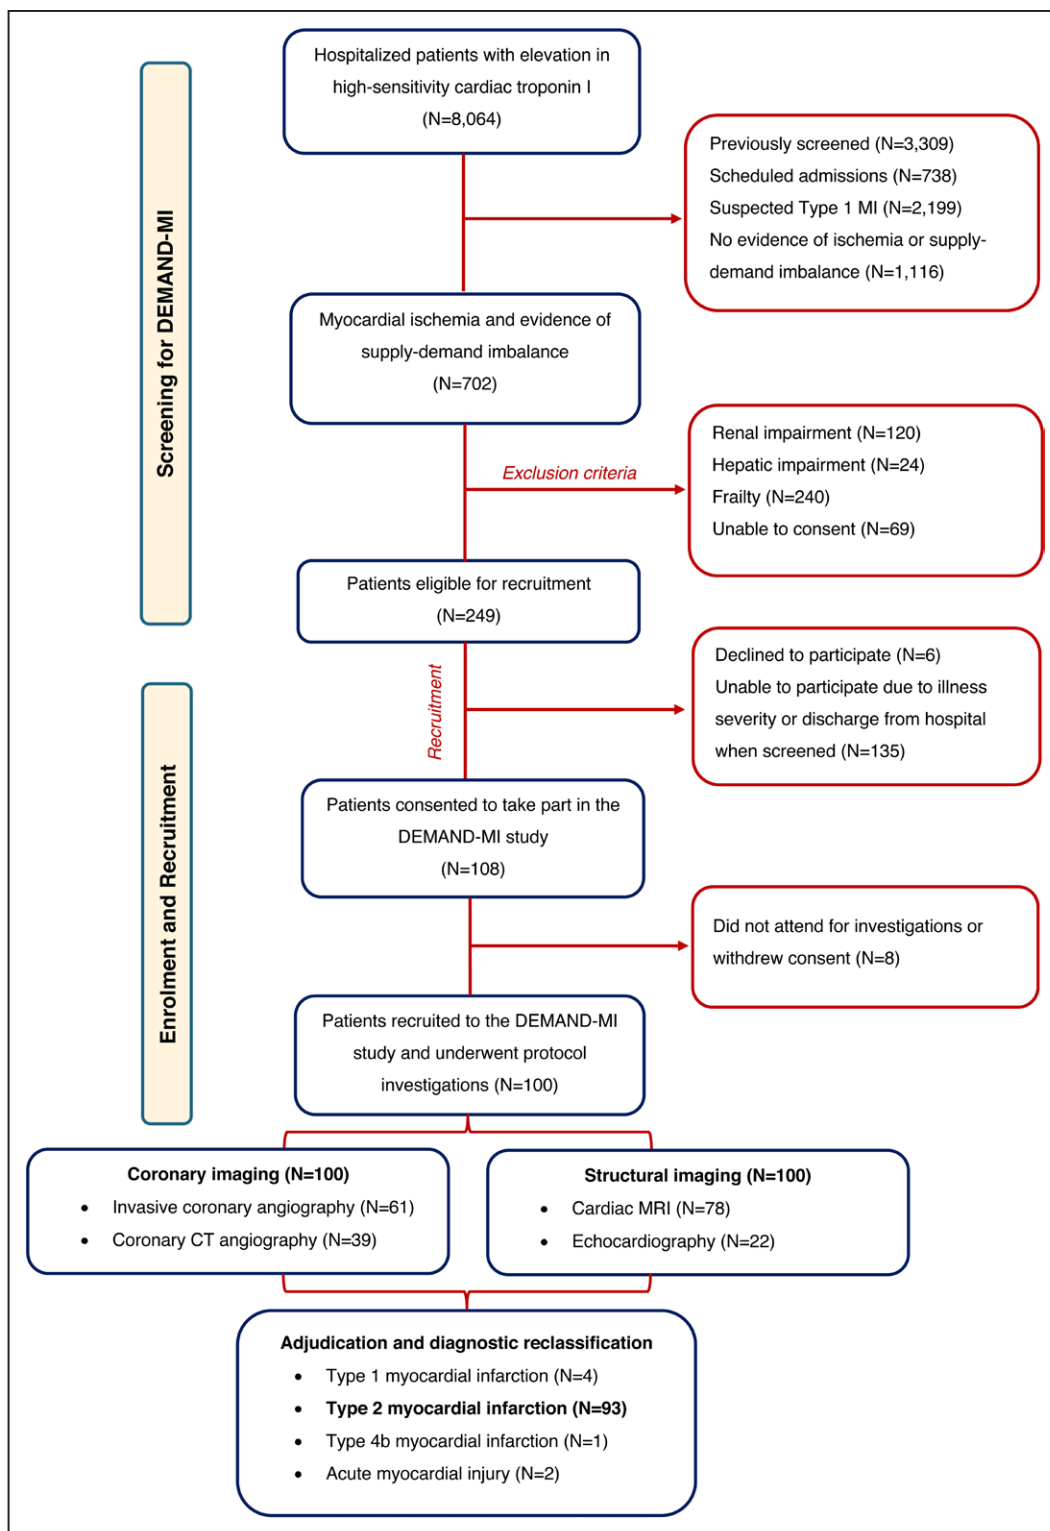 Screening for DEMAND-MI
Hospitalized patients with elevation in
high-sensitivity cardiac troponin I
(N=8,064)
Previously screened (N=3,309)
Scheduled admissions (N=738)
Suspected Type 1 MI (N=2,199)
No evidence of ischemia or supply-
demand imbalance (N=1,116)
Myocardial ischemia and evidence of
supply-demand imbalance
(N=702)
Exclusion criteria
Renal impairment (N=120)
Hepatic impairment (N=24)
Frailty (N=240)
Unable to consent (N=69)
Patients eligible for recruitment
(N=249)
Enrolment and Recruitment
Recruitment
Declined to participate (N=6)
Unable to participate due to illness
severity or discharge from hospital
when screened (N=135)
Patients consented to take part in the
DEMAND-MI study
(N=108)
Did not attend for investigations or
withdrew consent (N=8)
Patients recruited to the DEMAND-MI
study and underwent protocol
investigations (N=100)
Coronary imaging (N=100)
• Invasive coronary angiography (N=61)
• Coronary CT angiography (N=39)
Structural imaging (N=100)
• Cardiac MRI (N=78)
• Echocardiography (N=22)
Adjudication and diagnostic reclassification
• Type 1 myocardial infarction (N=4)
• Type 2 myocardial infarction (N=93)
• Type 4b myocardial infarction (N=1)
• Acute myocardial injury (N=2)